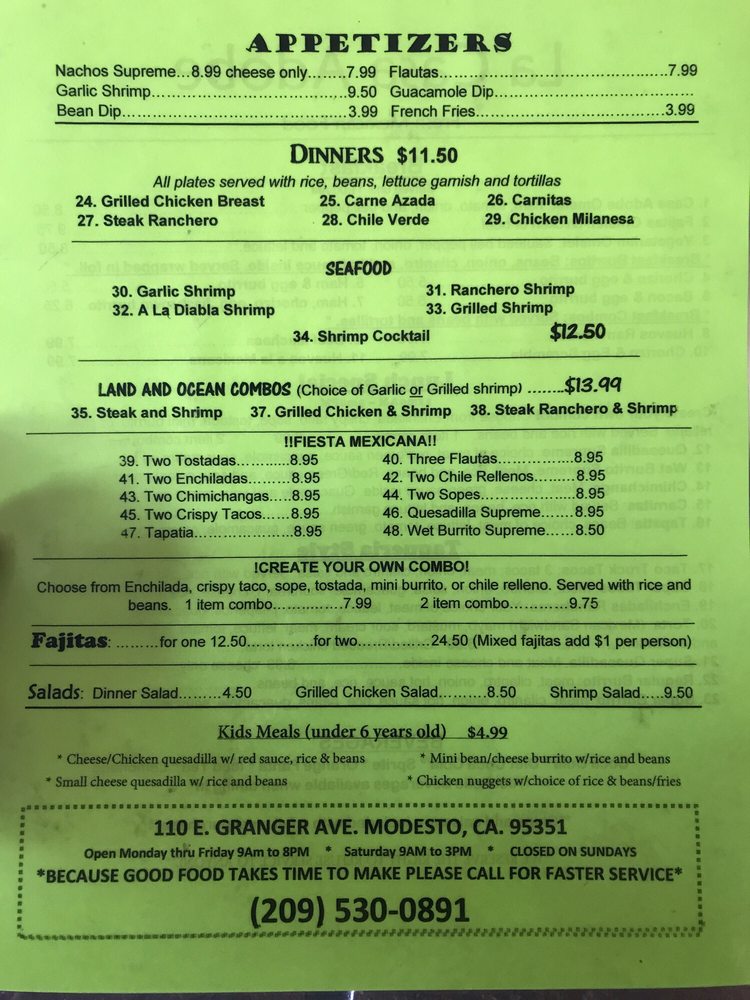 APPETIZERS
Nachos Supreme...8.99 cheese only........7.99 Flautas..............................................7.99
Garlic Shrimp.......................................9.50 Guacamole Dip.......................................
Bean Dip.............................................3.99 French Fries......................................3.99
DINNERS $11.50
All plates served with rice, beans, lettuce garnish and tortillas
24. Grilled Chicken Breast 25. Carne Azada 26. Carnitas
27. Steak Ranchero 28. Chile Verde 29. Chicken Milanesa
SEAFOOD
30. Garlic Shrimp 31. Ranchero Shrimp
32. A La Diabla Shrimp 33. Grilled Shrimp
34. Shrimp Cocktail $12.50
LAND AND OCEAN COMBOS (Choice of Garlic or Grilled shrimp) ........$13.99
35. Steak and Shrimp 37. Grilled Chicken & Shrimp 38. Steak Ranchero & Shrimp
!!FIESTA MEXICANA!!
39. Two Tostadas............8.95 40. Three Flautas.................8.95
41. Two Enchiladas.........8.95 42. Two Chile Rellenos.........8.95
43. Two Chimichangas....8.95 44. Two Sopes.....................8.95
45. Two Crispy Tacos......8.95 46. Quesadilla Supreme.......8.95
47. Tapatia......................8.95 48. Wet Burrito Supreme......8.50
!CREATE YOUR OWN COMBO!
Choose from Enchilada, crispy taco, sope, tostada, mini burrito, or chile relleno. Served with rice and
beans. 1 item combo................7.99 2 item combo.............9.75
Fajitas: .........for one 12.50...............for two................24.50 (Mixed fajitas add $1 per person)
Salads: Dinner Salad.........4.50 Grilled Chicken Salad..........8.50 Shrimp Salad.....9.50
Kids Meals (under 6 years old) $4.99
* Cheese/Chicken quesadilla w/ red sauce, rice & beans * Mini bean/cheese burrito w/rice and beans
* Small cheese quesadilla w/ rice and beans * Chicken nuggets w/choice of rice & beans/fries
110 E. GRANGER AVE. MODESTO, CA. 95351
Open Monday thru Friday 9Am to 8PM * Saturday 9AM to 3PM * CLOSED ON SUNDAYS
*BECAUSE GOOD FOOD TAKES TIME TO MAKE PLEASE CALL FOR FASTER SERVICE*
(209) 530-0891